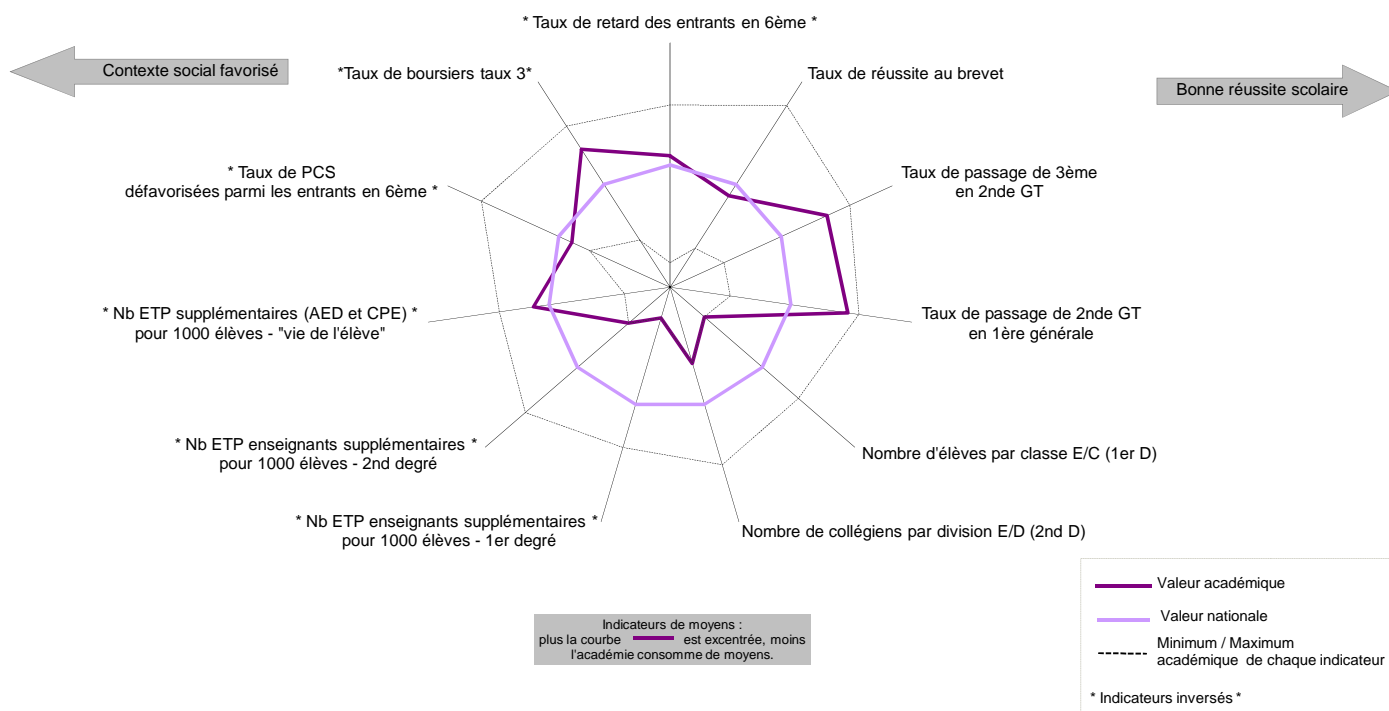 * Taux de retard des entrants en 6ème *
Contexte social favorisé
*Taux de boursiers taux 3*
Taux de réussite au brevet
Bonne réussite scolaire
* Taux de PCS
défavorisées parmi les entrants en 6ème *
Taux de passage de 3ème
en 2nde GT
* Nb ETP supplémentaires (AED et CPE) *
pour 1000 élèves - "vie de l'élève"
Taux de passage de 2nde GT
en 1ère générale
* Nb ETP enseignants supplémentaires *
pour 1000 élèves - 2nd degré
Nombre d'élèves par classe E/C (1er D)
* Nb ETP enseignants supplémentaires *
pour 1000 élèves - 1er degré
Nombre de collégiens par division E/D (2nd D)
Indicateurs de moyens :
plus la courbe est excentrée, moins
l'académie consomme de moyens.
Valeur académique
Valeur nationale
Minimum / Maximum
académique de chaque indicateur
* Indicateurs inversés *